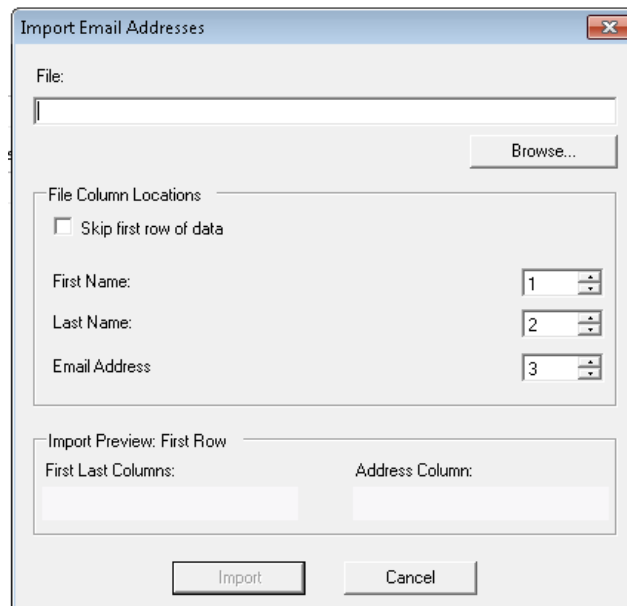 Import Email Addresses
File:
Browse...
File Column Locations
Skip first row of data
First Name: 1
Last Name: 2
Email Address 3
Import Preview: First Row
First Last Columns: Address Column:
Import Cancel